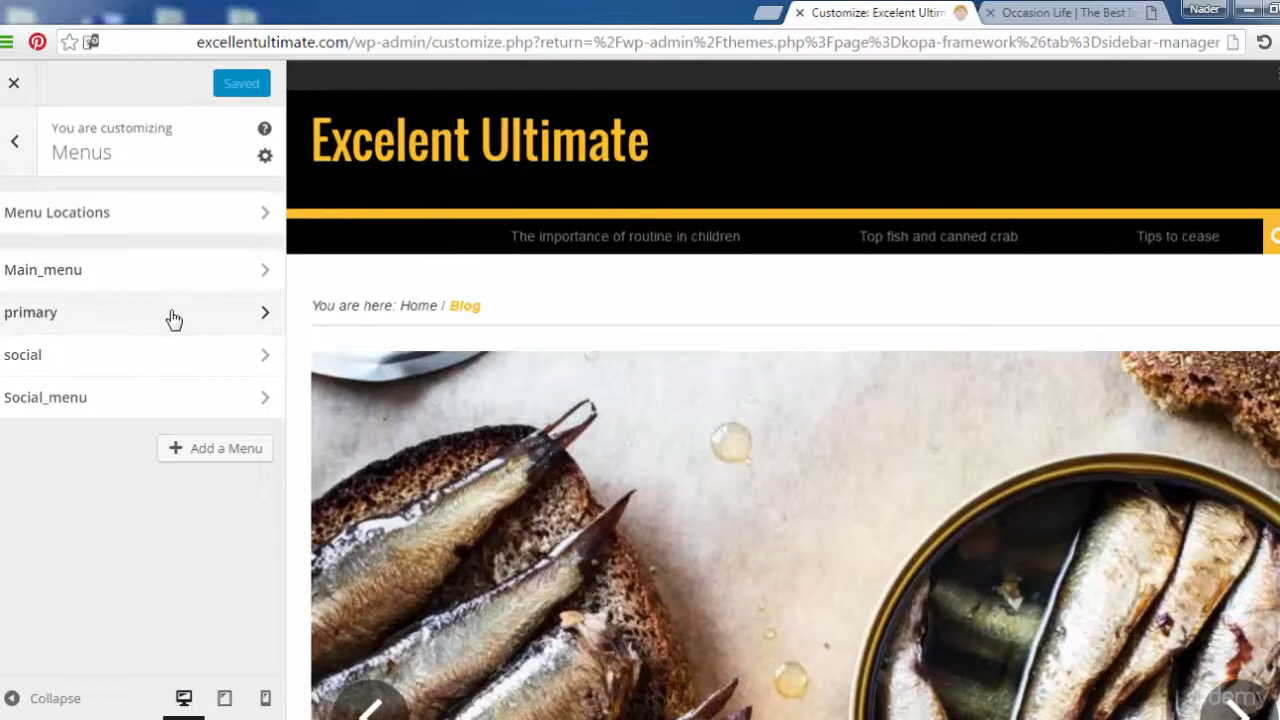 Customize: Excellent Ultim
Occasion Life | The Best I
Nader
excellentultimate.com/wp-admin/customize.php?return=%2Fwp-admin%2Fthemes.php%3Fpage%3Dkopa-framework%26tab%3Dsidebar-manager
Saved
You are customizing
Menus
Menu Locations
Main_menu
primary
social
Social_menu
Add a Menu
Collapse
Excelent Ultimate
The importance of routine in children
Top fish and canned crab
Tips to cease
You are here: Home / Blog